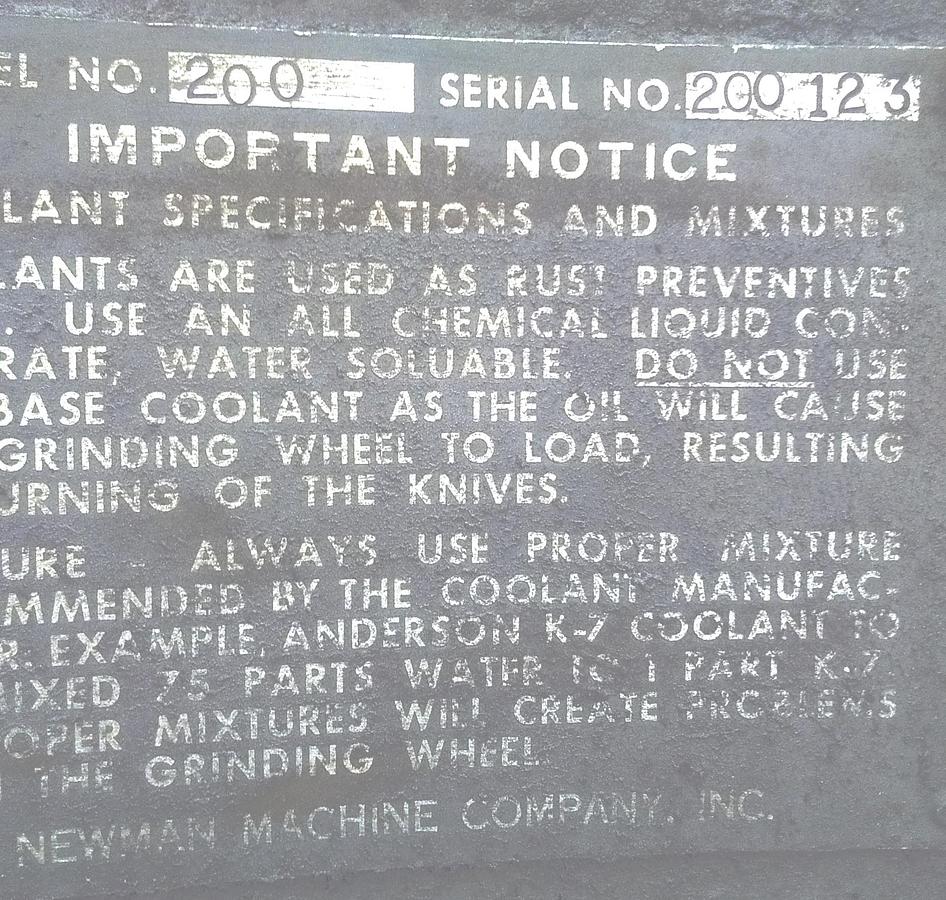 EL NO. 200 SERIAL NO. 200 123
IMPORTANT NOTICE
LANT SPECIFICATIONS AND MIXTURES
LANTS ARE USED AS RUST PREVENTIVES
. USE AN ALL CHEMICAL LIQUID CON-
RATE, WATER SOLUABLE. DO NOT USE
BASE COOLANT AS THE OIL WILL CAUSE
GRINDING WHEEL TO LOAD, RESULTING
URNING OF THE KNIVES.
URE - ALWAYS USE PROPER MIXTURE
MMENDED BY THE COOLANT MANUFAC-
R. EXAMPLE, ANDERSON K-7 COOLANT TO
MIXED 75 PARTS WATER TO 1 PART K-7.
OPER MIXTURES WILL CREATE PROBLEMS
THE GRINDING WHEEL.
NEWMAN MACHINE COMPANY, INC.